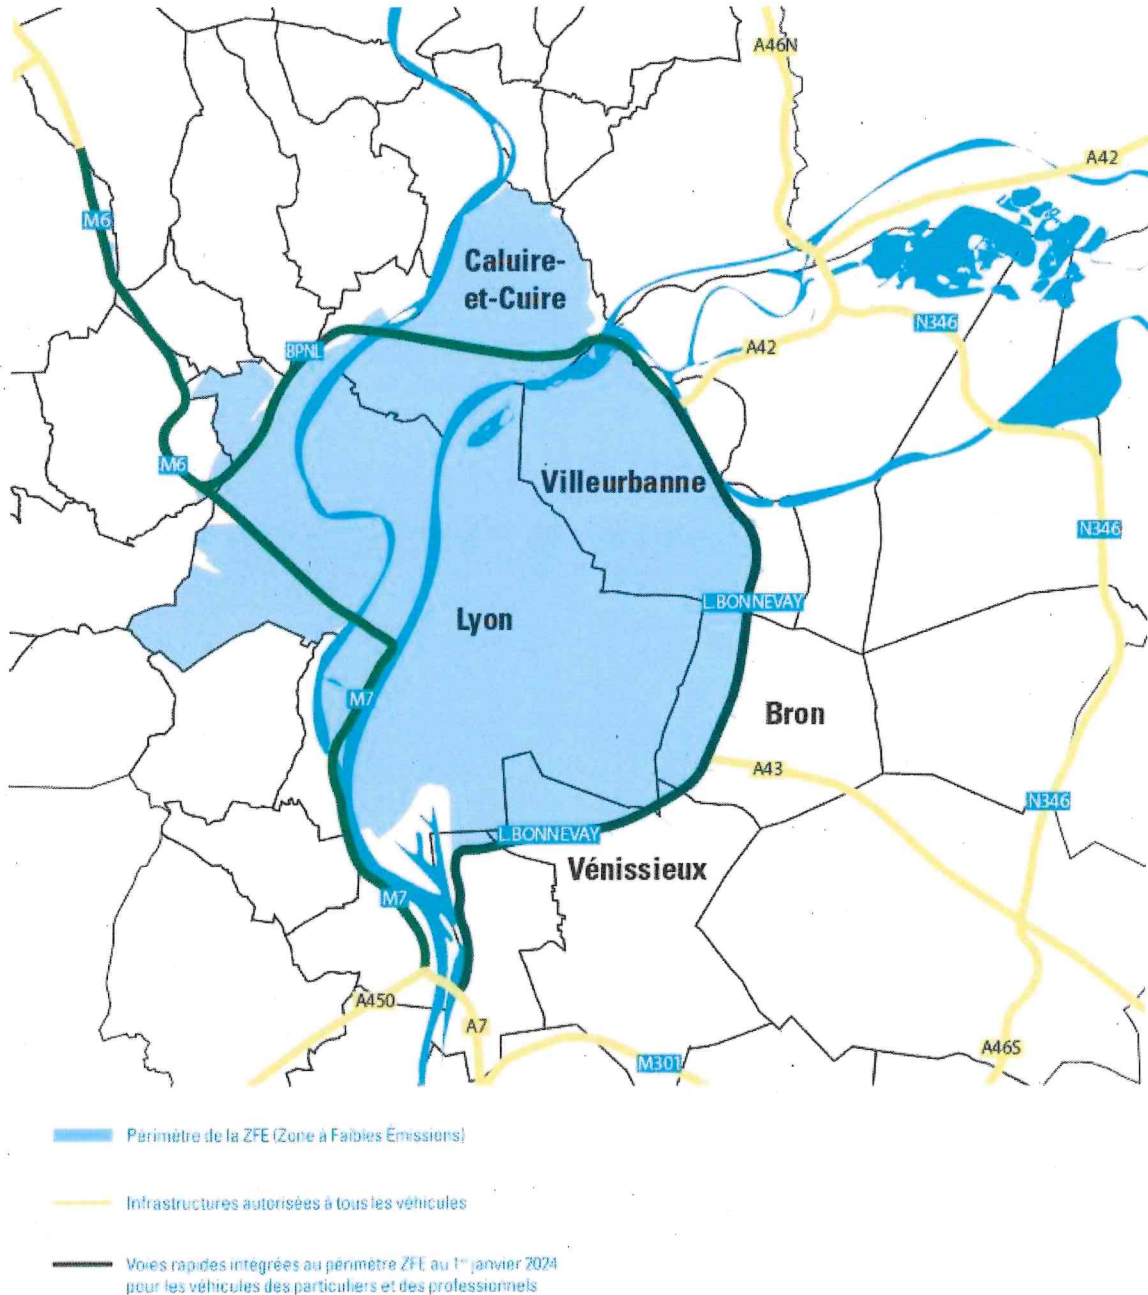 A46N
A42
M6
Caluire-
et-Cuire
N346
BPNL
A42
M6
Villeurbanne
N346
L.BONNEVAY
Lyon
M7
Bron
A43
N346
L.BONNEVAY
Vénissieux
M7
A450
A7
A46S
M301
Périmètre de la ZFE (Zone à Faibles Émissions)
Infrastructures autorisées à tous les véhicules
Voies rapides intégrées au périmètre ZFE au 1er janvier 2024
pour les véhicules des particuliers et des professionnels